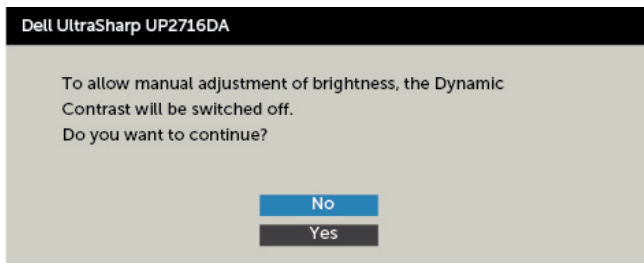 Dell UltraSharp UP2716DA
To allow manual adjustment of brightness, the Dynamic
Contrast will be switched off.
Do you want to continue?
No
Yes